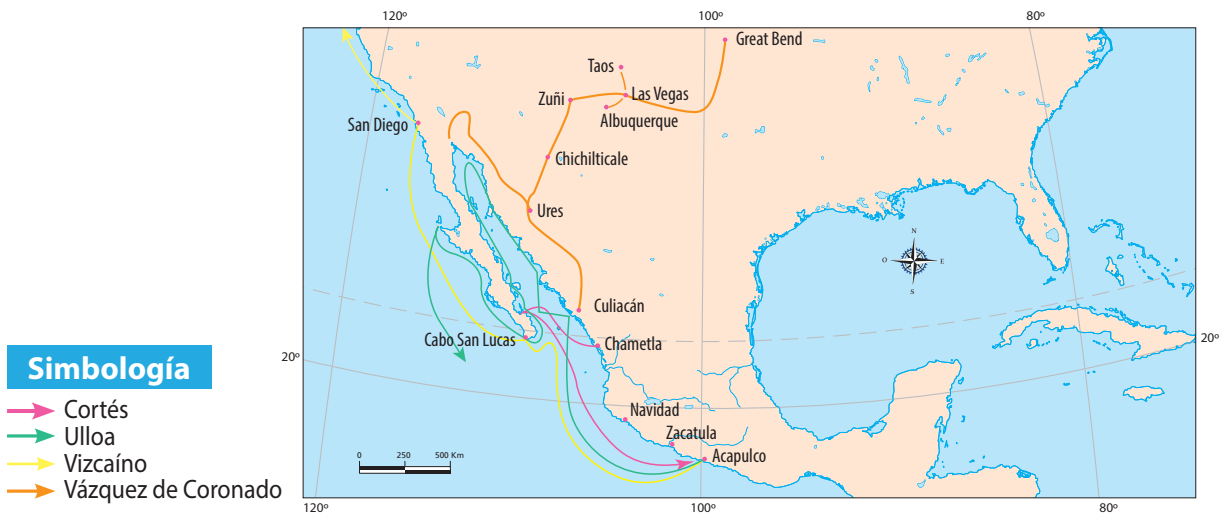 120º
100º
80º
Great Bend
Taos
Las Vegas
Zuñi
Albuquerque
San Diego
Chichilticale
Ures
N
O
E
S
Culiacán
Cabo San Lucas
Chametla
20º
20º
Navidad
Zacatula
Acapulco
0 250 500 Km
120º
100º
80º
Simbología
Cortés
Ulloa
Vizcaíno
Vázquez de Coronado